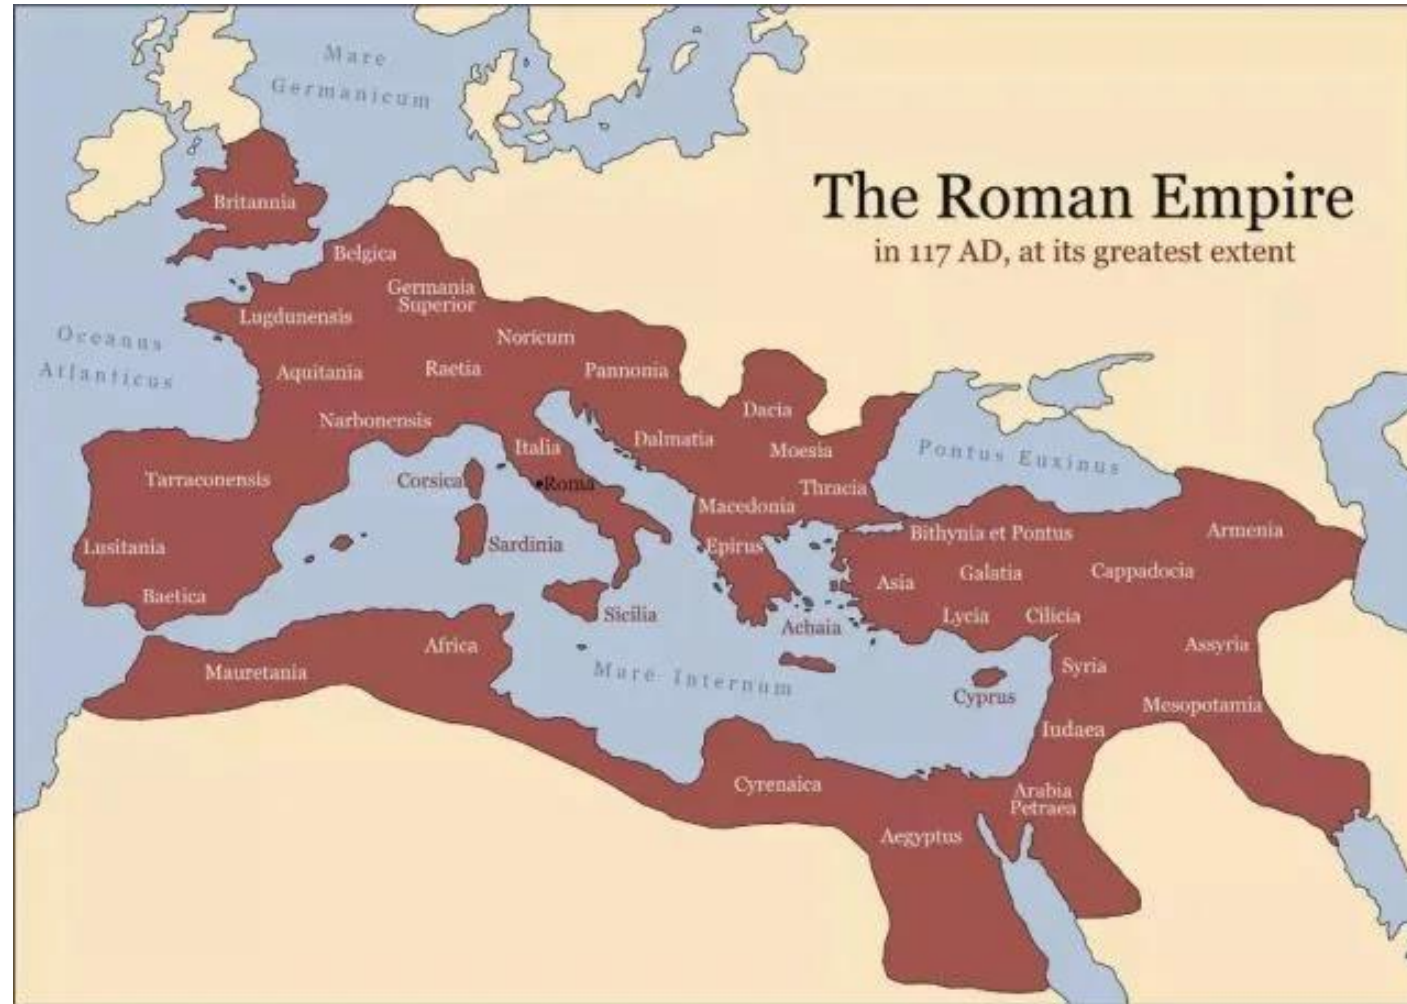 Mare
Germanicum
The Roman Empire
in 117 AD, at its greatest extent
Britannia
Belgica
Germania
Superior
Lugdunensis
Noricum
Oceanus
Atlanticus
Aquitania
Raetia
Pannonia
Narbonensis
Dacia
Italia
Dalmatia
Moesia
Pontus Euxinus
Tarraconensis
Corsica
Roma
Thracia
Macedonia
Lusitania
Sardinia
Epirus
Bithynia et Pontus
Armenia
Asia
Galatia
Cappadocia
Baetica
Sicilia
Achaia
Lycia
Cilicia
Mauretania
Africa
Mare Internum
Cyprus
Syria
Assyria
Mesopotamia
Iudaea
Cyrenaica
Arabia
Petraea
Aegyptus